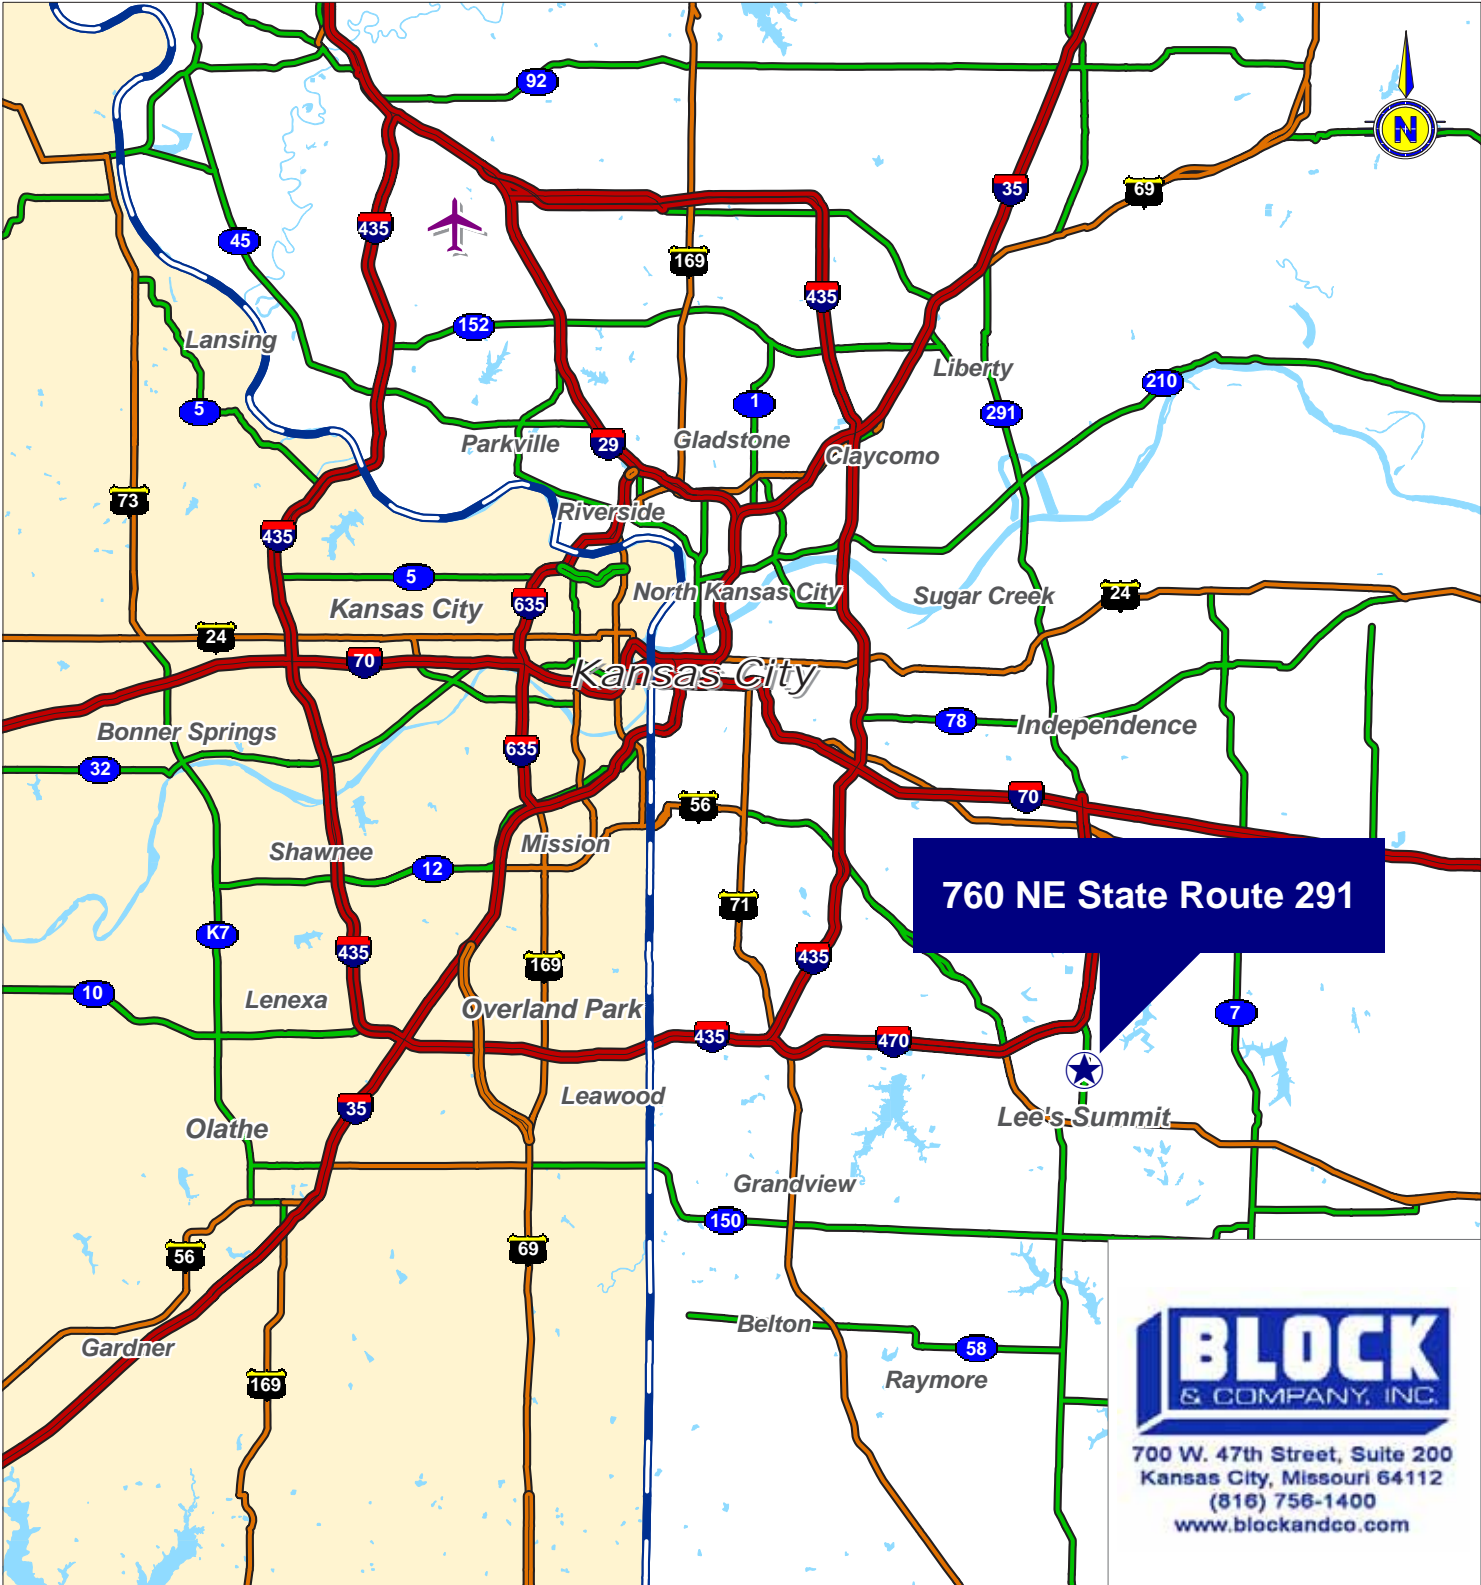 92
N
35
69
45
435
169
435
152
Lansing
Liberty
210
5
1
291
Parkville
29
Gladstone
Claycomo
73
Riverside
435
5
North Kansas City
Sugar Creek
24
Kansas City
635
24
70
Kansas City
78
Independence
Bonner Springs
635
32
70
56
Shawnee
Mission
12
760 NE State Route 291
71
K7
435
169
435
10
Lenexa
Overland Park
7
435
470
35
Leawood
Lee's Summit
Olathe
Grandview
150
56
69
Belton
Gardner
58
Raymore
169
BLOCK
& COMPANY, INC.
700 W. 47th Street, Suite 200
Kansas City, Missouri 64112
(816) 756-1400
www.blockandco.com